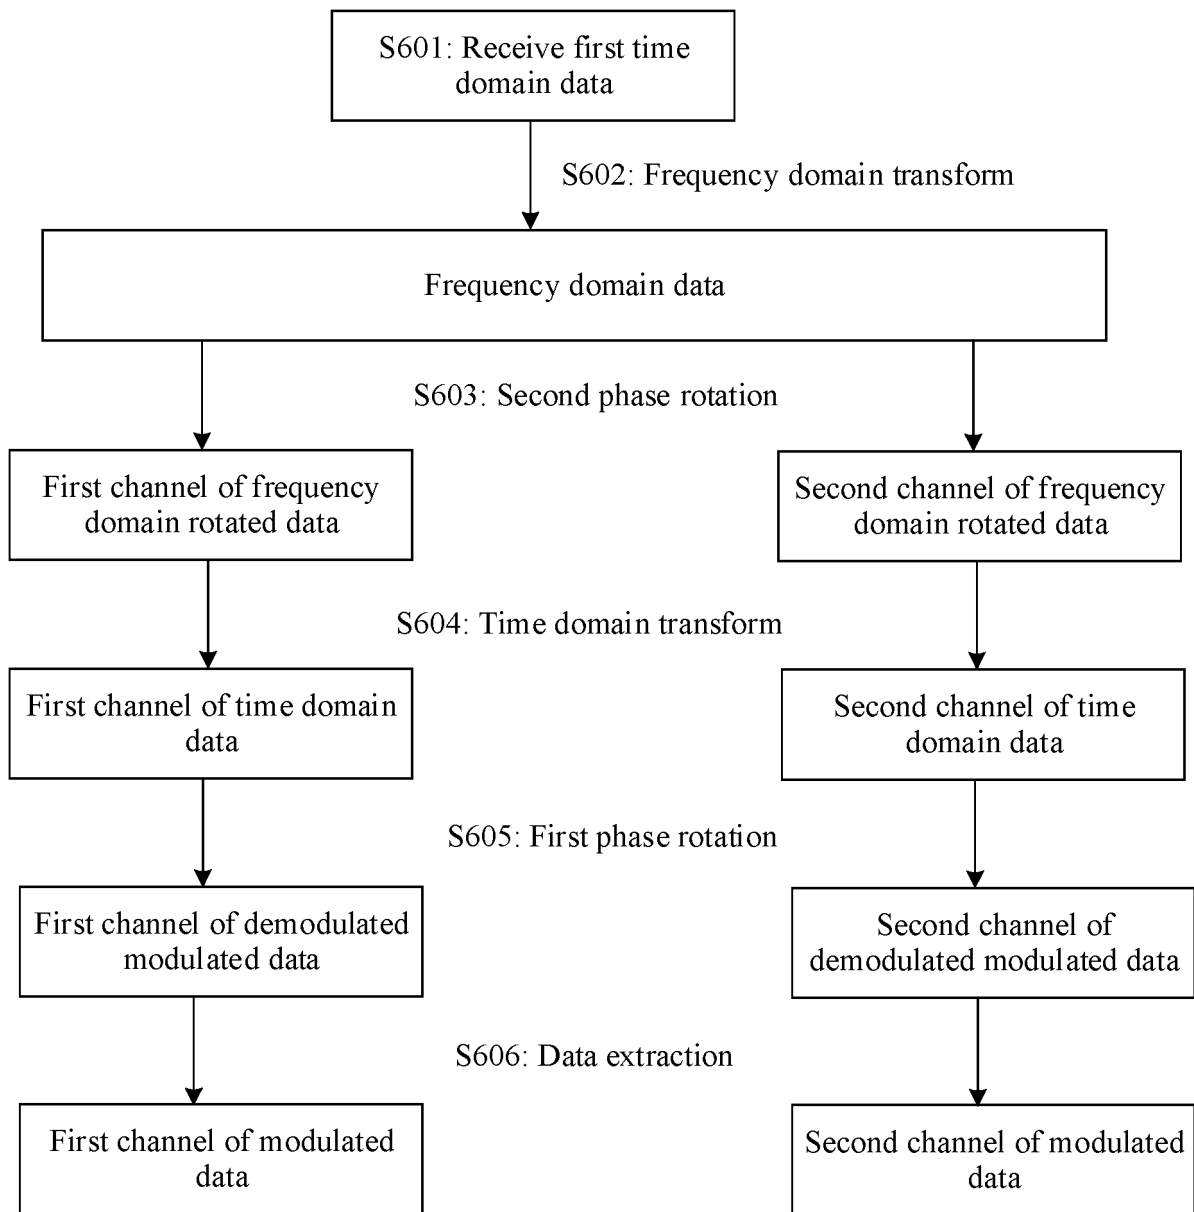 S601: Receive first time
domain data
S602: Frequency domain transform
Frequency domain data
S603: Second phase rotation
First channel of frequency
domain rotated data
Second channel of frequency
domain rotated data
S604: Time domain transform
First channel of time domain
data
Second channel of time
domain data
S605: First phase rotation
First channel of demodulated
modulated data
Second channel of
demodulated modulated data
S606: Data extraction
First channel of modulated
data
Second channel of modulated
data